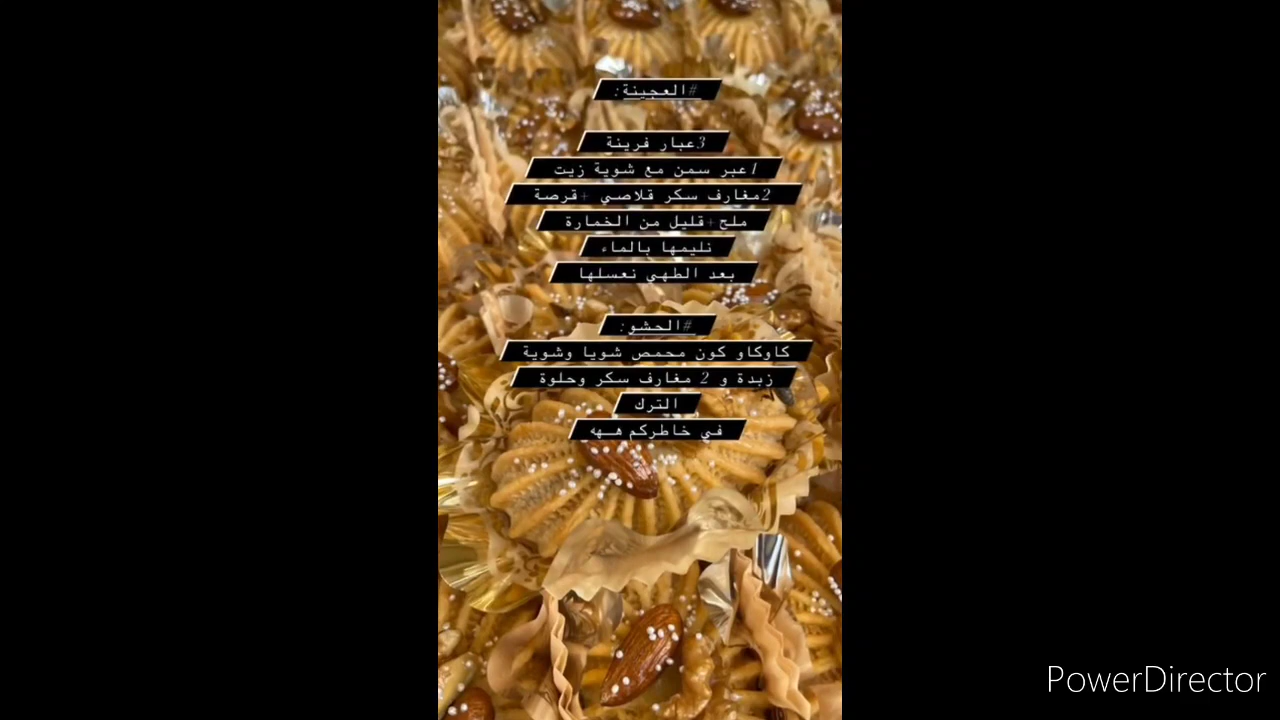 #العجينة:
3عبار فرينة
1عبر سمن مع شوية زيت
2مغارف سكر قلاصي +قرصة
ملح+قليل من الخمارة
نليمها بالماء
بعد الطهي نعسلها
#الحشو:
كاوكاو كون محمص شويا وشوية
زبدة و 2 مغارف سكر وحلوة
الترك
في خاطركم ههه
PowerDirector